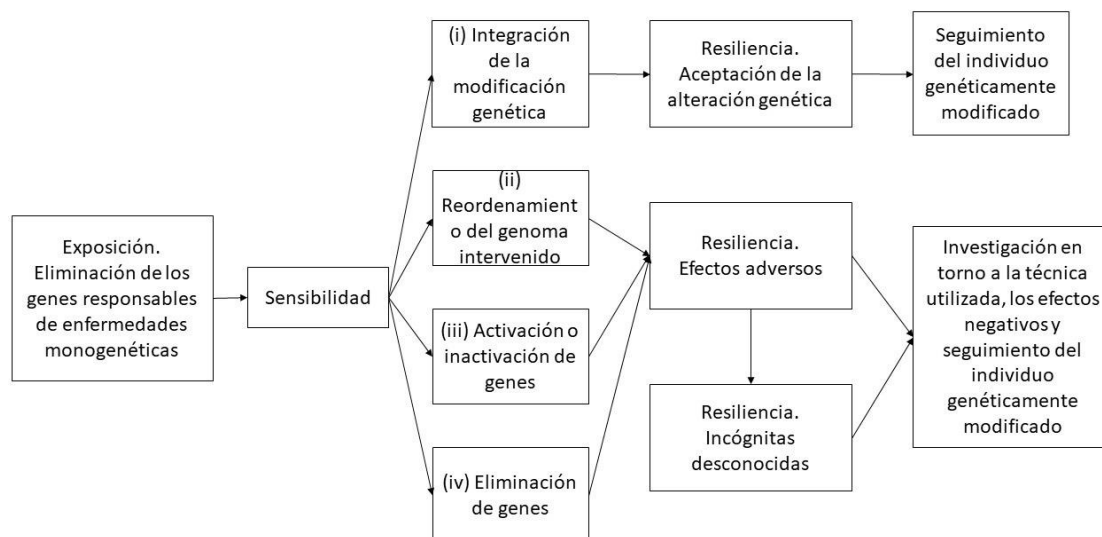 Exposición.
Eliminación de los
genes responsables
de enfermedades
monogenéticas
Sensibilidad
(i) Integración
de la
modificación
genética
(ii)
Reordenamient
o del genoma
intervenido
(iii) Activación o
inactivación de
genes
(iv) Eliminación
de genes
Resiliencia.
Aceptación de la
alteración genética
Resiliencia.
Efectos adversos
Resiliencia.
Incógnitas
desconocidas
Seguimiento
del individuo
genéticamente
modificado
Investigación en
torno a la técnica
utilizada, los efectos
negativos y
seguimiento del
individuo
genéticamente
modificado